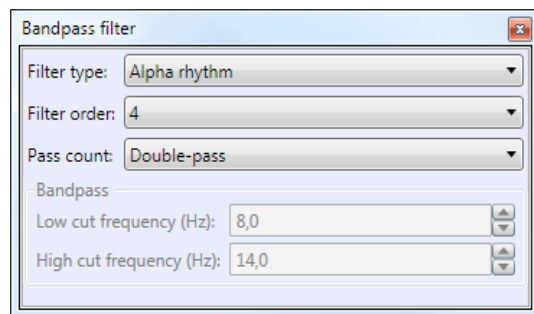 Bandpass filter
Filter type: Alpha rhythm
Filter order: 4
Pass count: Double-pass
Bandpass
Low cut frequency (Hz): 8,0
High cut frequency (Hz): 14,0